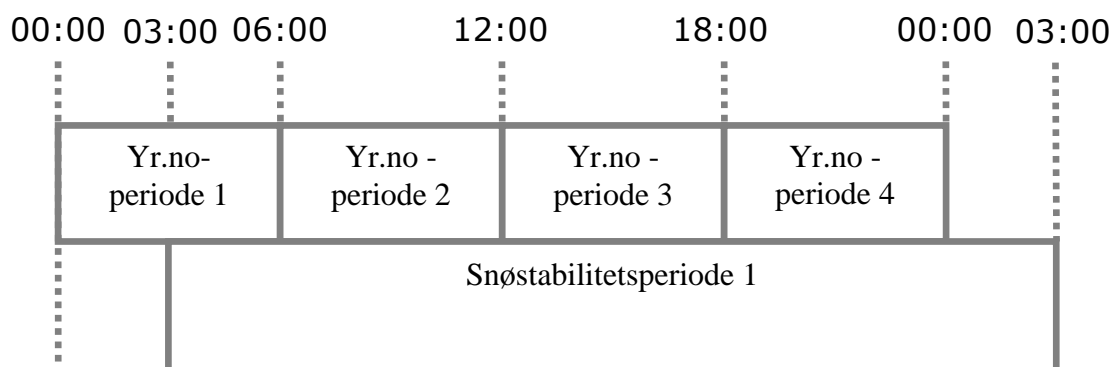 00:00 03:00 06:00 12:00 18:00 00:00 03:00
Yr.no-
periode 1
Yr.no -
periode 2
Yr.no -
periode 3
Yr.no -
periode 4
Snøstabilitetsperiode 1